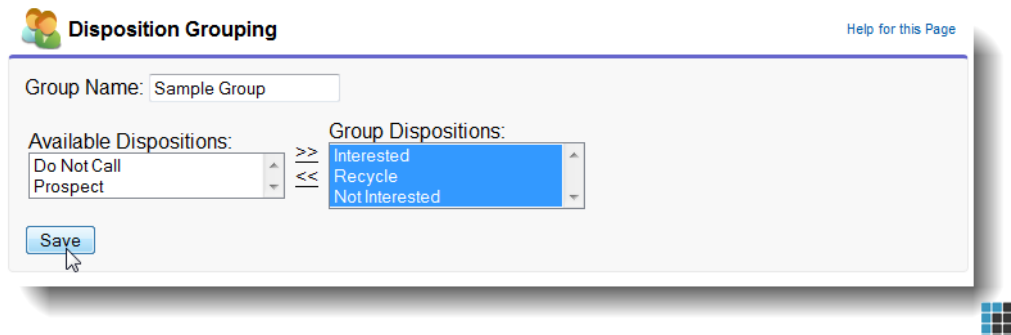 Disposition Grouping
Help for this Page
Group Name: Sample Group
Available Dispositions:
Do Not Call
Prospect
>>
<<
Group Dispositions:
Interested
Recycle
Not Interested
Save